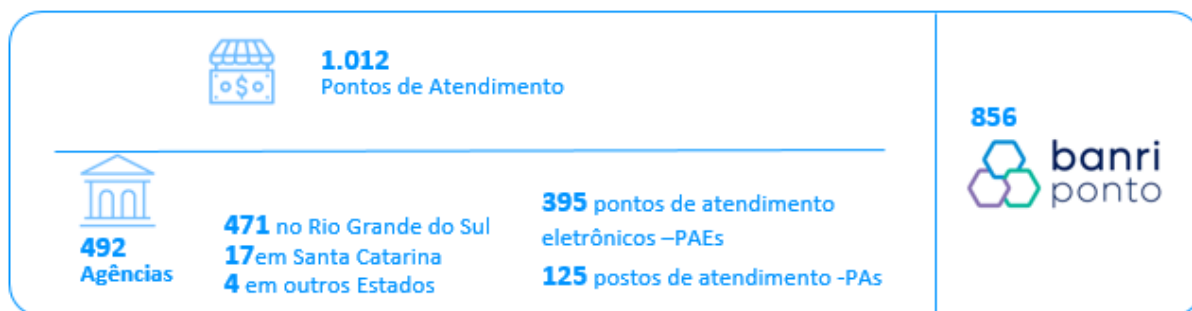 1.012
Pontos de Atendimento
492
Agências
471 no Rio Grande do Sul
17em Santa Catarina
4 em outros Estados
395 pontos de atendimento
eletrônicos –PAEs
125 postos de atendimento -PAs
856
banri
ponto